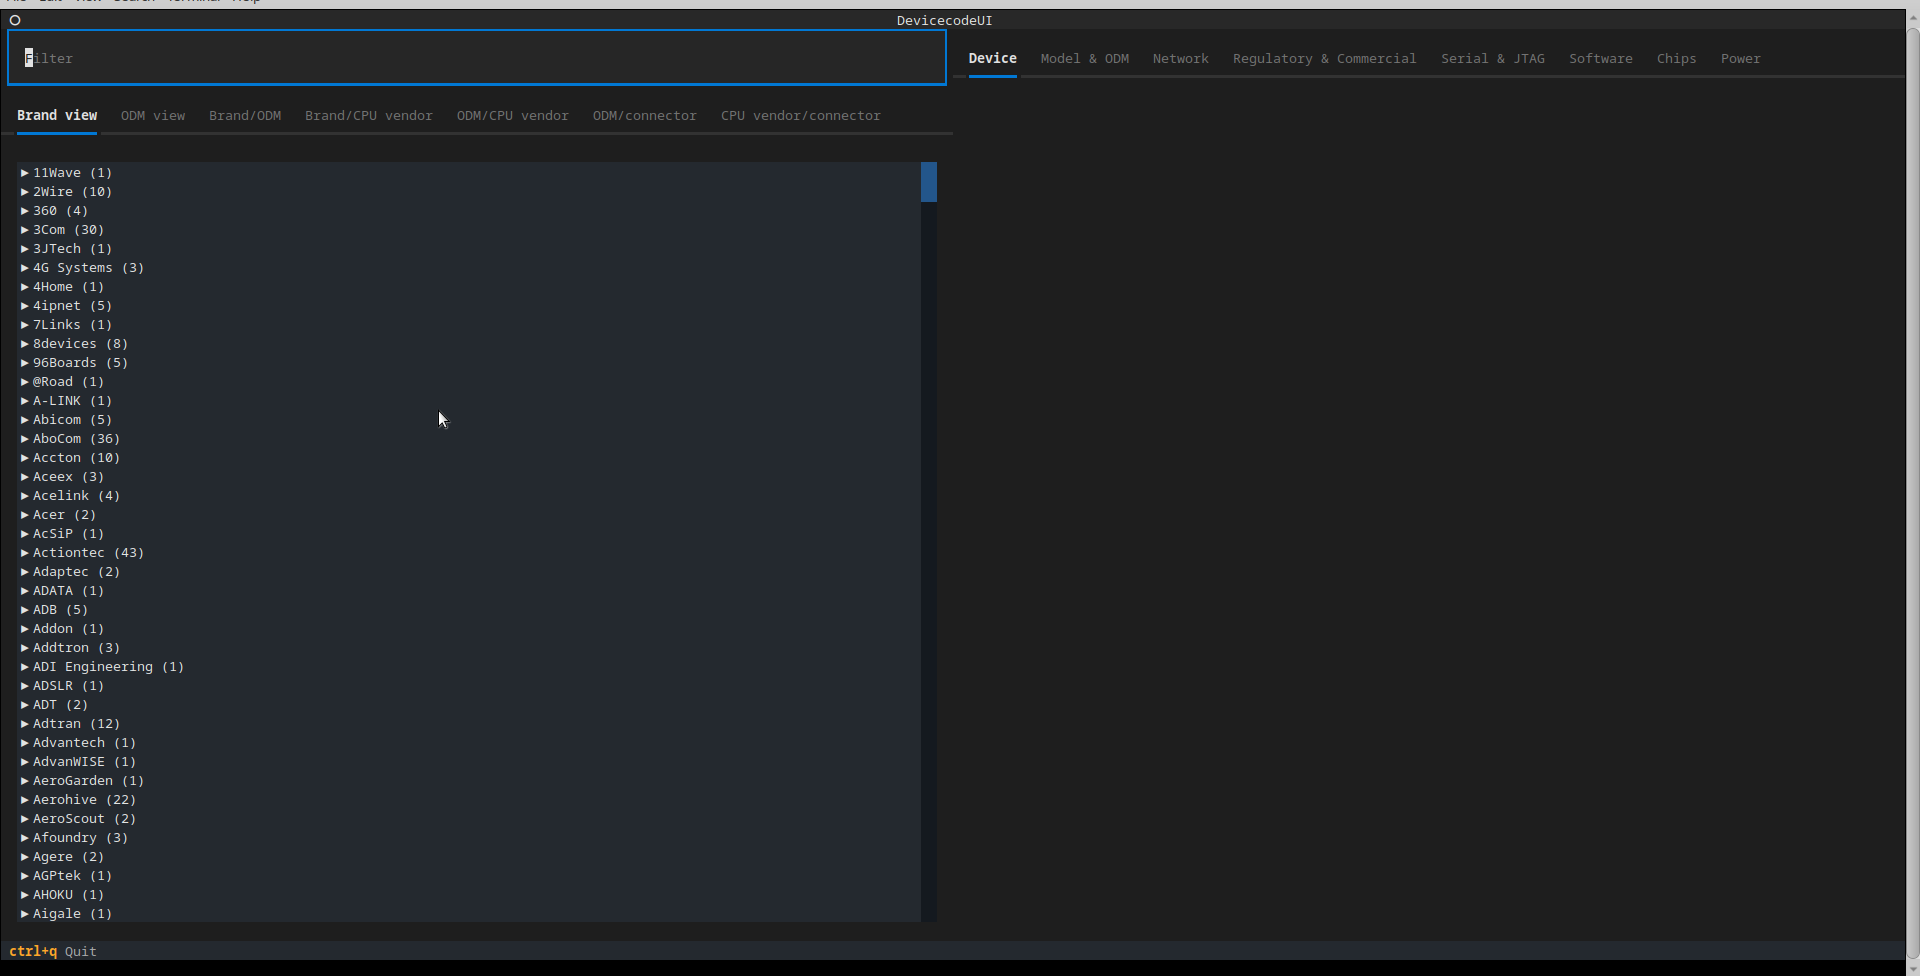 File Edit View Search Terminal Help
DevicecodeUI
Filter
Device Model & ODM Network Regulatory & Commercial Serial & JTAG Software Chips Power
Brand view ODM view Brand/ODM Brand/CPU vendor ODM/CPU vendor ODM/connector CPU vendor/connector
▶ 11Wave (1)
▶ 2Wire (10)
▶ 360 (4)
▶ 3Com (30)
▶ 3JTech (1)
▶ 4G Systems (3)
▶ 4Home (1)
▶ 4ipnet (5)
▶ 7Links (1)
▶ 8devices (8)
▶ 96Boards (5)
▶ @Road (1)
▶ A-LINK (1)
▶ Abicom (5)
▶ AboCom (36)
▶ Accton (10)
▶ Aceex (3)
▶ Acelink (4)
▶ Acer (2)
▶ AcSiP (1)
▶ Actiontec (43)
▶ Adaptec (2)
▶ ADATA (1)
▶ ADB (5)
▶ Addon (1)
▶ Addtron (3)
▶ ADI Engineering (1)
▶ ADSLR (1)
▶ ADT (2)
▶ Adtran (12)
▶ Advantech (1)
▶ AdvanWISE (1)
▶ AeroGarden (1)
▶ Aerohive (22)
▶ AeroScout (2)
▶ Afoundry (3)
▶ Agere (2)
▶ AGPtek (1)
▶ AHOKU (1)
▶ Aigale (1)
ctrl+q Quit